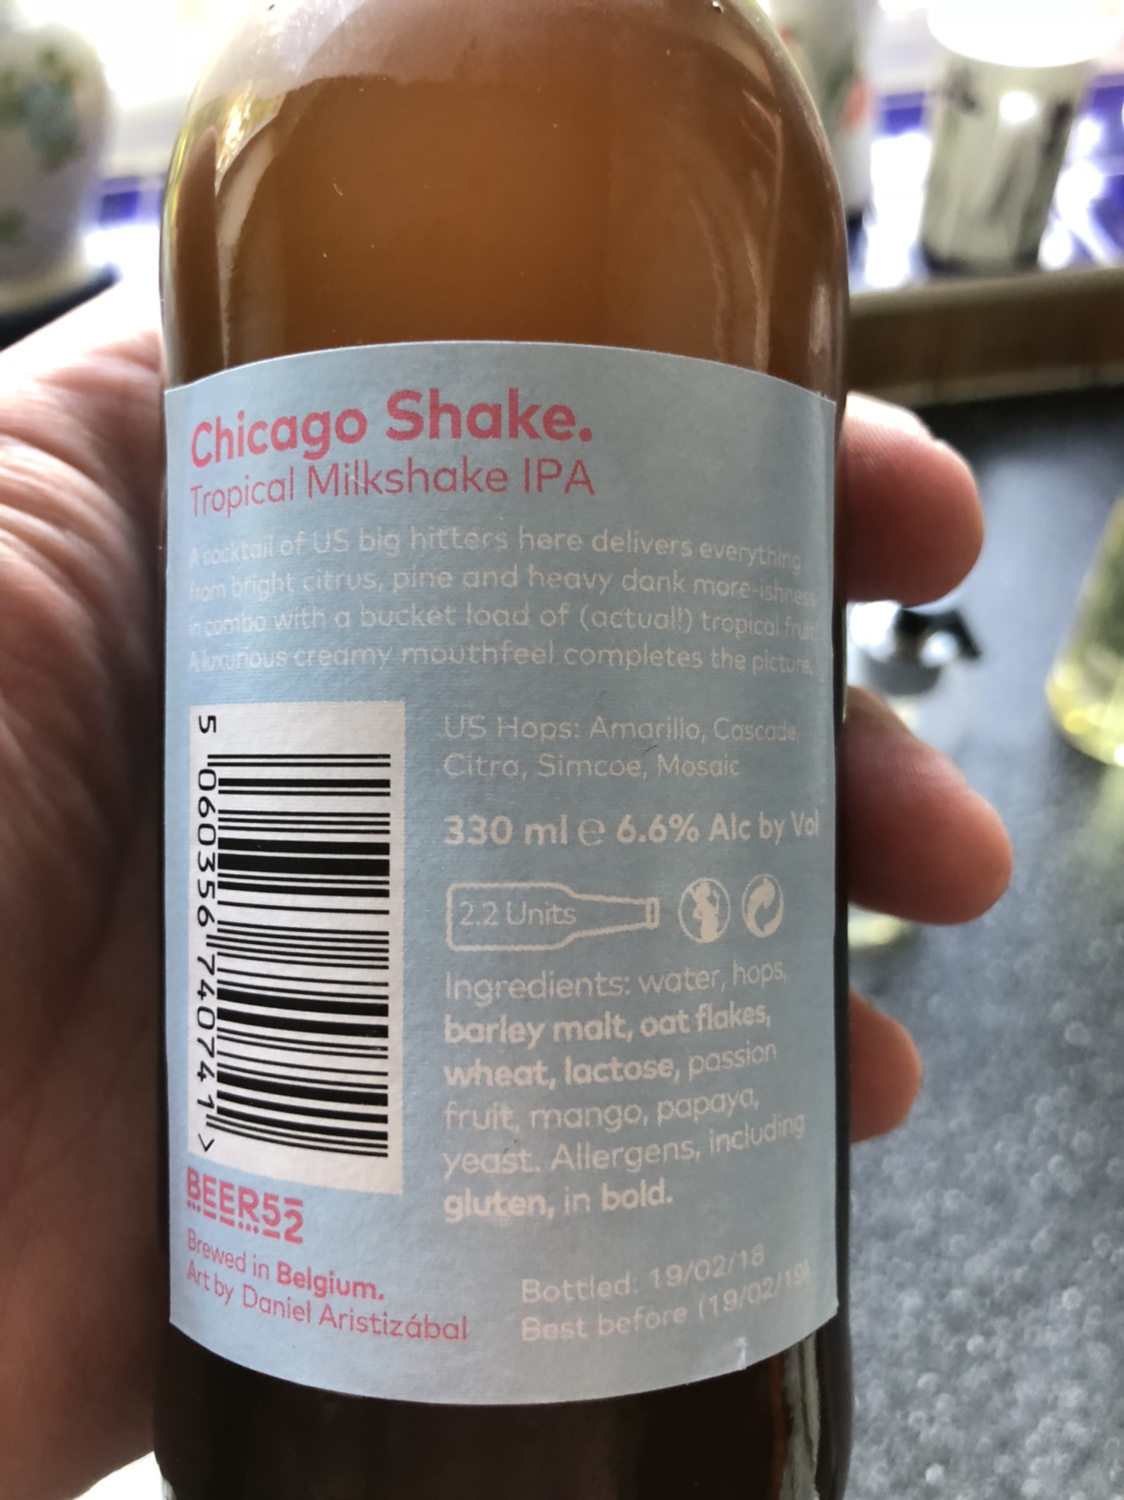 Chicago Shake.
Tropical Milkshake IPA
A cocktail of US big hitters here delivers everything
from bright citrus, pine and heavy dank more-ishness
in combo with a bucket load of (actual!) tropical fruit.
A luxurious creamy mouthfeel completes the picture.
US Hops: Amarillo, Cascade,
Citra, Simcoe, Mosaic
330 ml e 6.6% Alc by Vol
2.2 Units
Ingredients: water, hops,
barley malt, oat flakes,
wheat, lactose, passion
fruit, mango, papaya,
yeast. Allergens, including
gluten, in bold.
5 060356 740741 >
BEER52
Brewed in Belgium.
Art by Daniel Aristizábal
Bottled: 19/02/18
Best before (19/02/19)